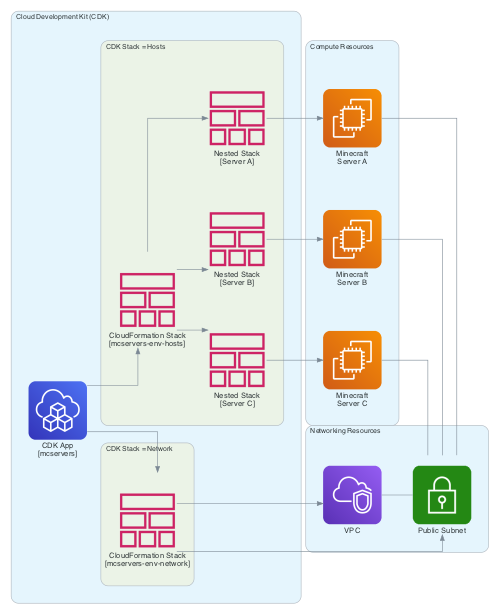 Cloud Development Kit (CDK)
CDK Stack = Hosts
Compute Resources
Nested Stack
[Server A]
Minecraft
Server A
Nested Stack
[Server B]
Minecraft
Server B
CloudFormation Stack
[mcservers-env-hosts]
Nested Stack
[Server C]
Minecraft
Server C
CDK App
[mcservers]
Networking Resources
CDK Stack = Network
VPC
Public Subnet
CloudFormation Stack
[mcservers-env-network]